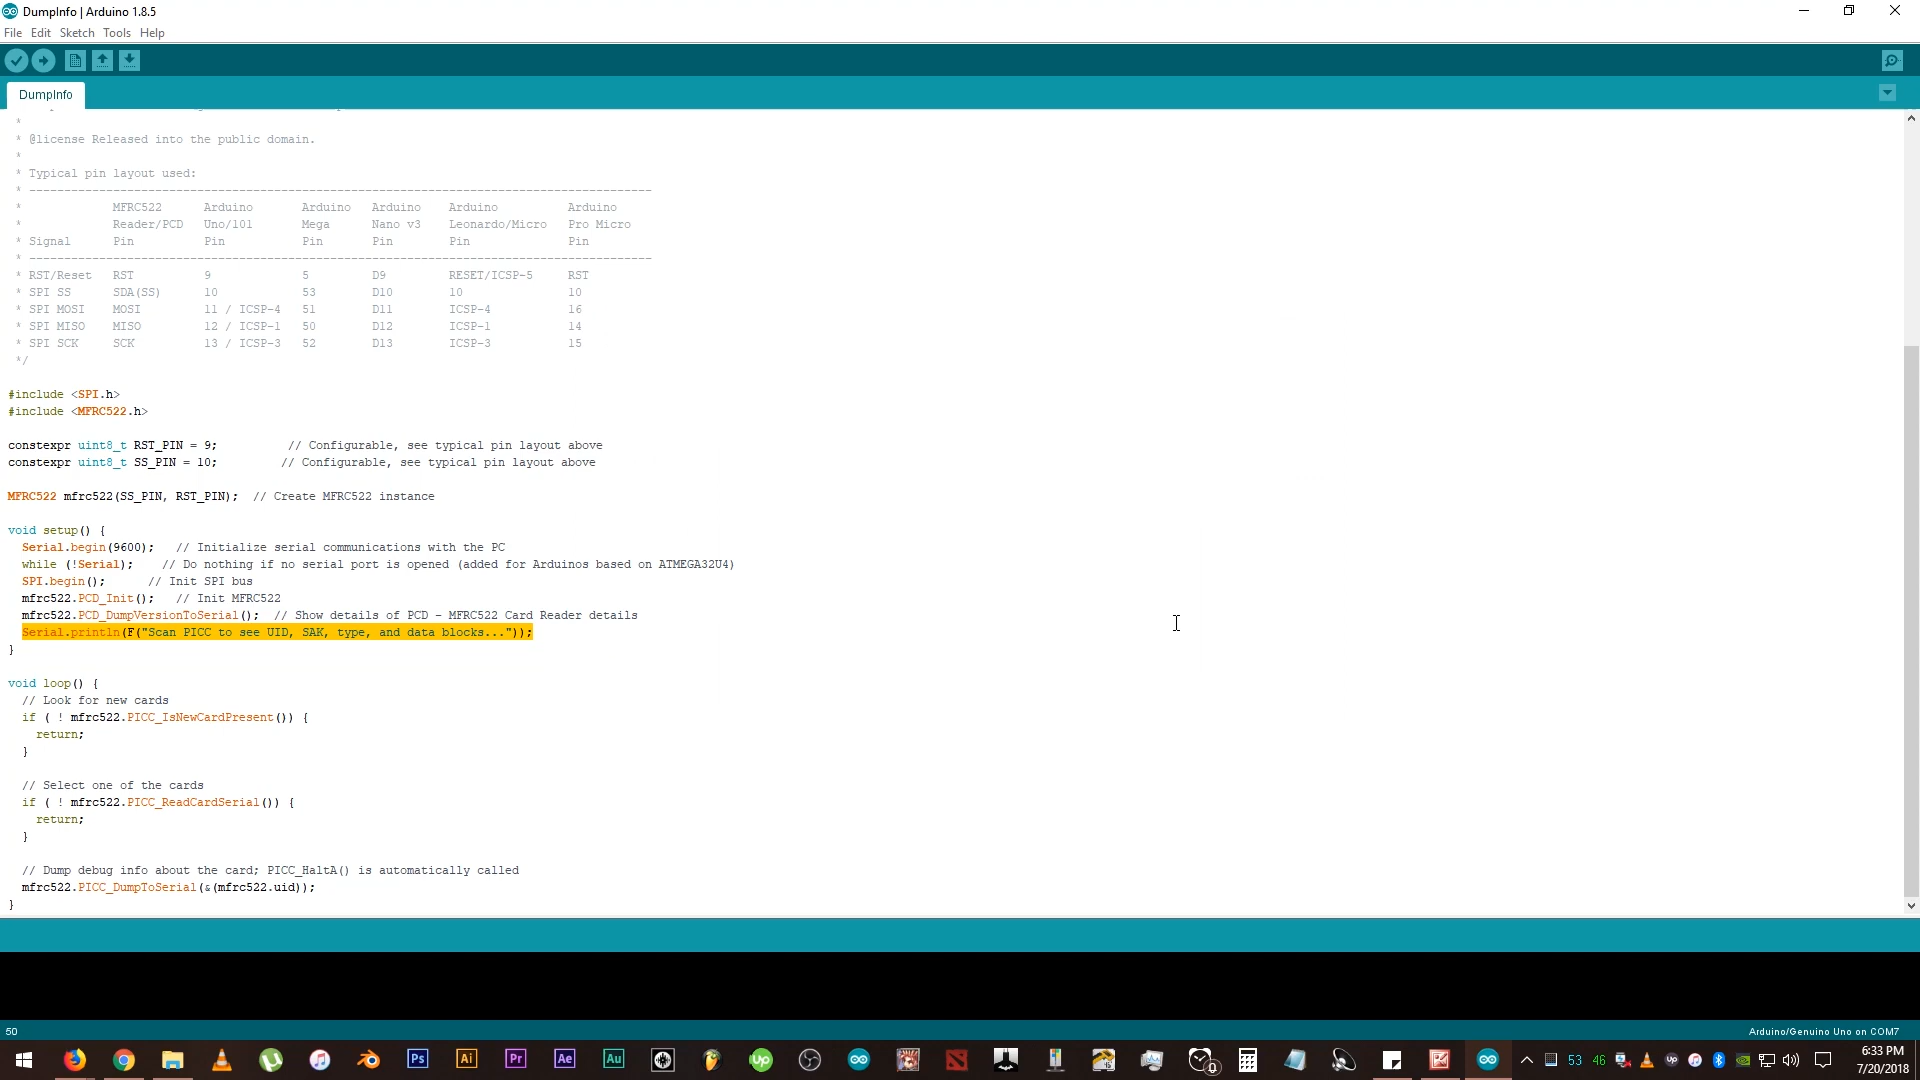 DumpInfo | Arduino 1.8.5
File Edit Sketch Tools Help
DumpInfo
*
* @license Released into the public domain.
*
* Typical pin layout used:
* -----------------------------------------------------------------------------------------
*             MFRC522      Arduino       Arduino   Arduino    Arduino          Arduino
*             Reader/PCD   Uno/101       Mega      Nano v3    Leonardo/Micro   Pro Micro
* Signal      Pin          Pin           Pin       Pin        Pin              Pin
* -----------------------------------------------------------------------------------------
* RST/Reset   RST          9             5         D9         RESET/ICSP-5     RST
* SPI SS      SDA(SS)      10            53        D10        10               10
* SPI MOSI    MOSI         11 / ICSP-4   51        D11        ICSP-4           16
* SPI MISO    MISO         12 / ICSP-1   50        D12        ICSP-1           14
* SPI SCK     SCK          13 / ICSP-3   52        D13        ICSP-3           15
*/
#include <SPI.h>
#include <MFRC522.h>
constexpr uint8_t RST_PIN = 9;          // Configurable, see typical pin layout above
constexpr uint8_t SS_PIN = 10;         // Configurable, see typical pin layout above
MFRC522 mfrc522(SS_PIN, RST_PIN);  // Create MFRC522 instance
void setup() {
  Serial.begin(9600);   // Initialize serial communications with the PC
  while (!Serial);    // Do nothing if no serial port is opened (added for Arduinos based on ATMEGA32U4)
  SPI.begin();      // Init SPI bus
  mfrc522.PCD_Init();   // Init MFRC522
  mfrc522.PCD_DumpVersionToSerial();  // Show details of PCD - MFRC522 Card Reader details
  Serial.println(F("Scan PICC to see UID, SAK, type, and data blocks..."));
}
void loop() {
  // Look for new cards
  if ( ! mfrc522.PICC_IsNewCardPresent()) {
    return;
  }
  // Select one of the cards
  if ( ! mfrc522.PICC_ReadCardSerial()) {
    return;
  }
  // Dump debug info about the card; PICC_HaltA() is automatically called
  mfrc522.PICC_DumpToSerial(&(mfrc522.uid));
}
50 Arduino/Genuino Uno on COM7
Ps Ai Pr Ae Au up 53 46 up
6:33 PM
7/20/2018